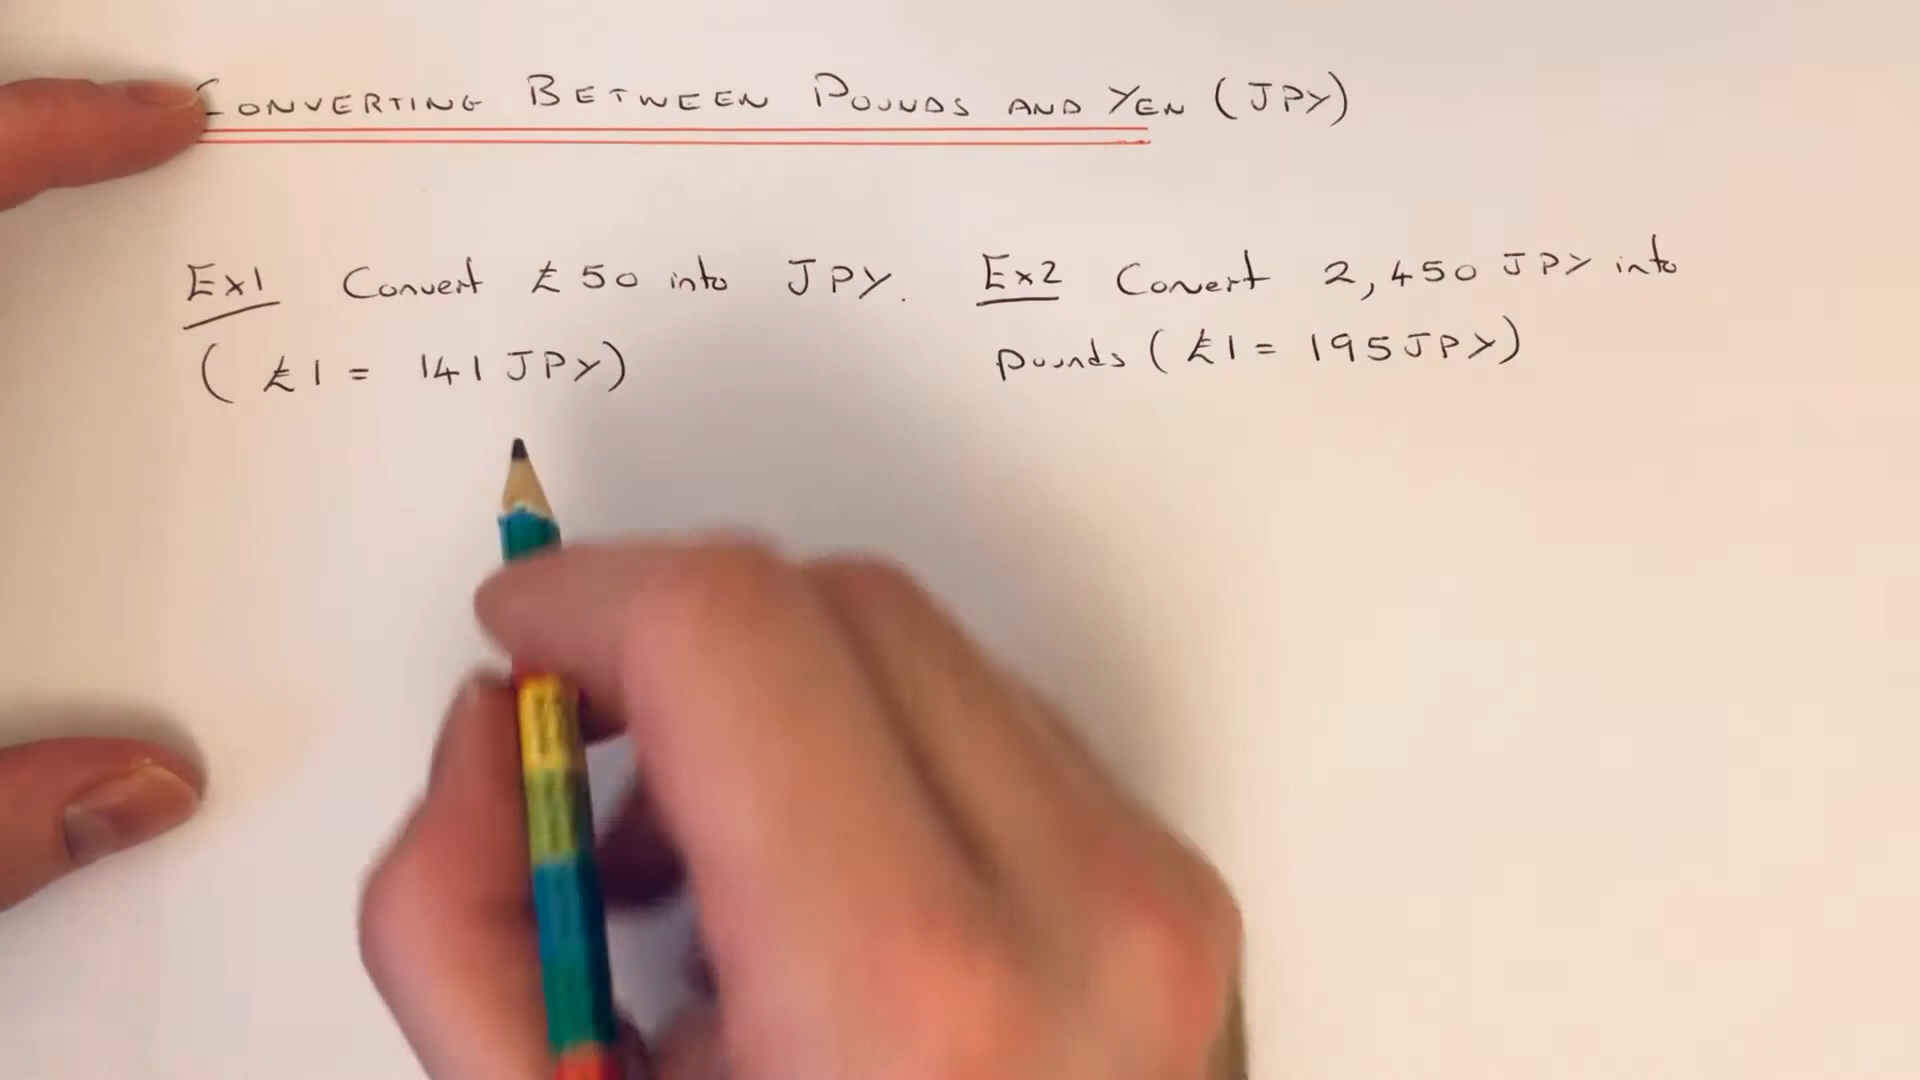 CONVERTING BETWEEN POUNDS AND YEN (JPY)
Ex1 Convert £50 into JPY.
(£1 = 141 JPY)
Ex2 Convert 2,450 JPY into
pounds (£1 = 195 JPY)